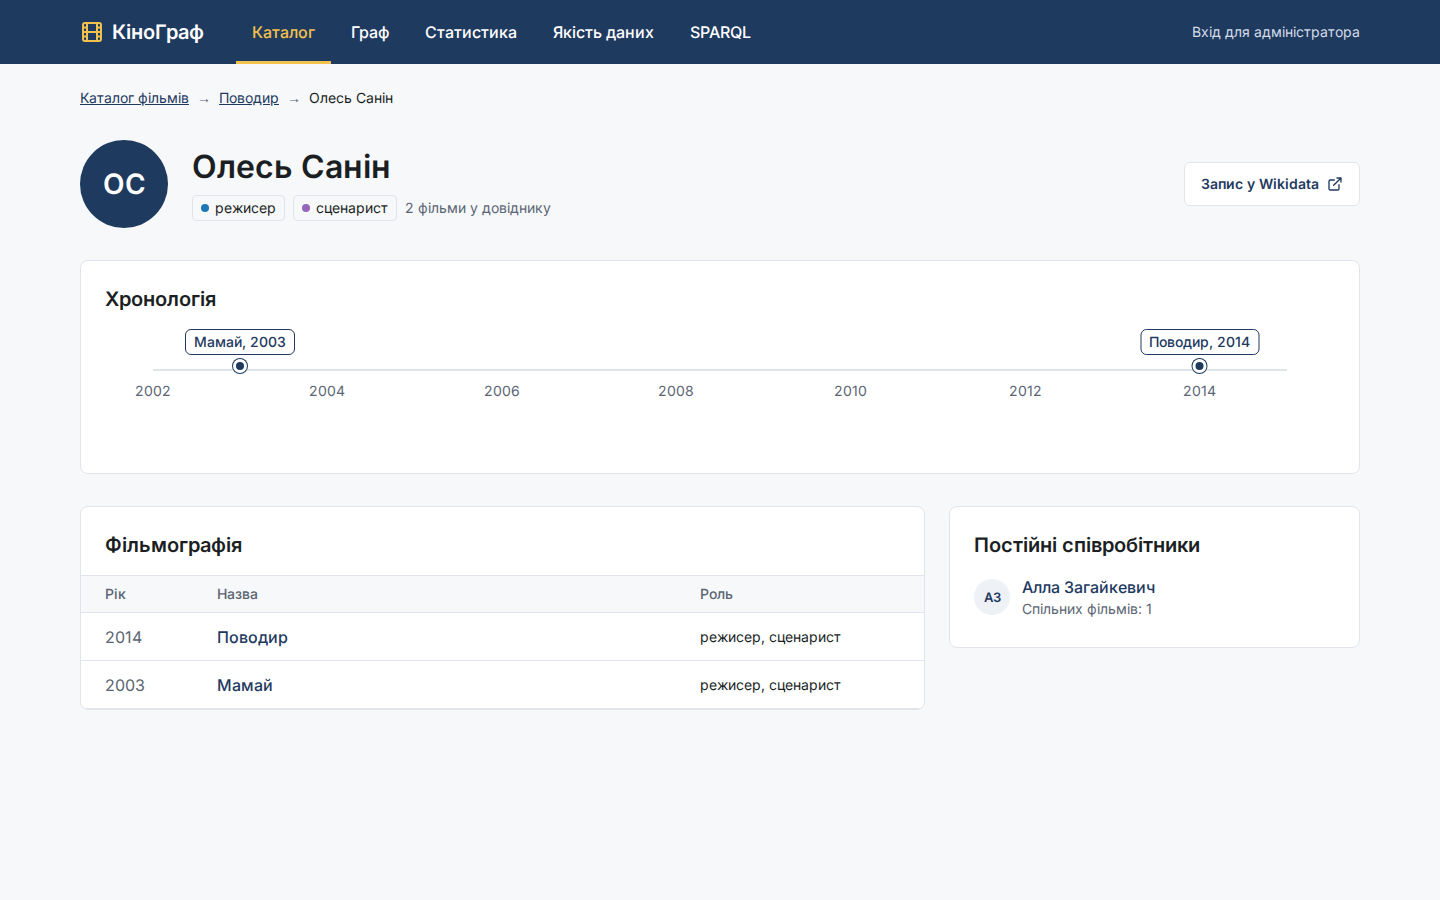 КіноГраф Каталог Граф Статистика Якість даних SPARQL Вхід для адміністратора
Каталог фільмів → Поводир → Олесь Санін
ОС
Олесь Санін
режисер сценарист 2 фільми у довіднику
Запис у Wikidata
Хронологія
Мамай, 2003 Поводир, 2014
2002 2004 2006 2008 2010 2012 2014
Фільмографія
Рік Назва Роль
2014 Поводир режисер, сценарист
2003 Мамай режисер, сценарист
Постійні співробітники
АЗ
Алла Загайкевич
Спільних фільмів: 1